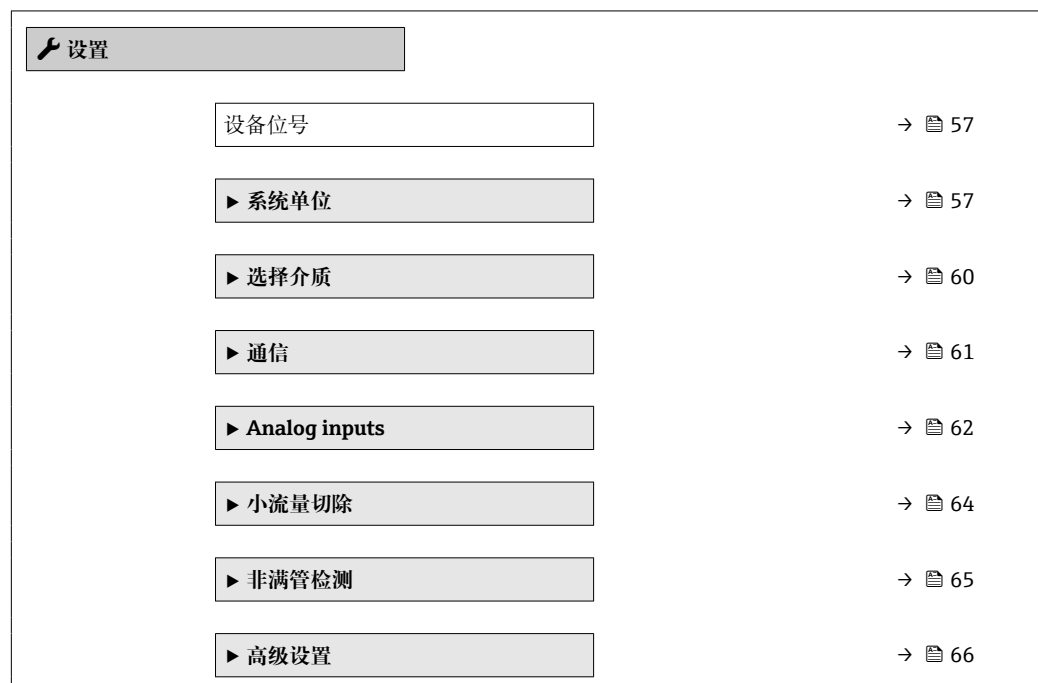 设置
设备位号 → 57
▶ 系统单位 → 57
▶ 选择介质 → 60
▶ 通信 → 61
▶ Analog inputs → 62
▶ 小流量切除 → 64
▶ 非满管检测 → 65
▶ 高级设置 → 66